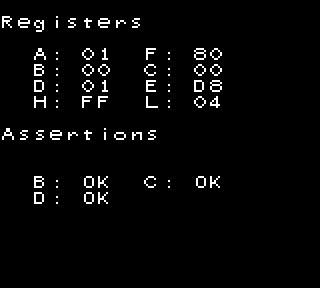 Registers
A: 01 F: 80
B: 00 C: 00
D: 01 E: D8
H: FF L: 04
Assertions
B: OK C: OK
D: OK